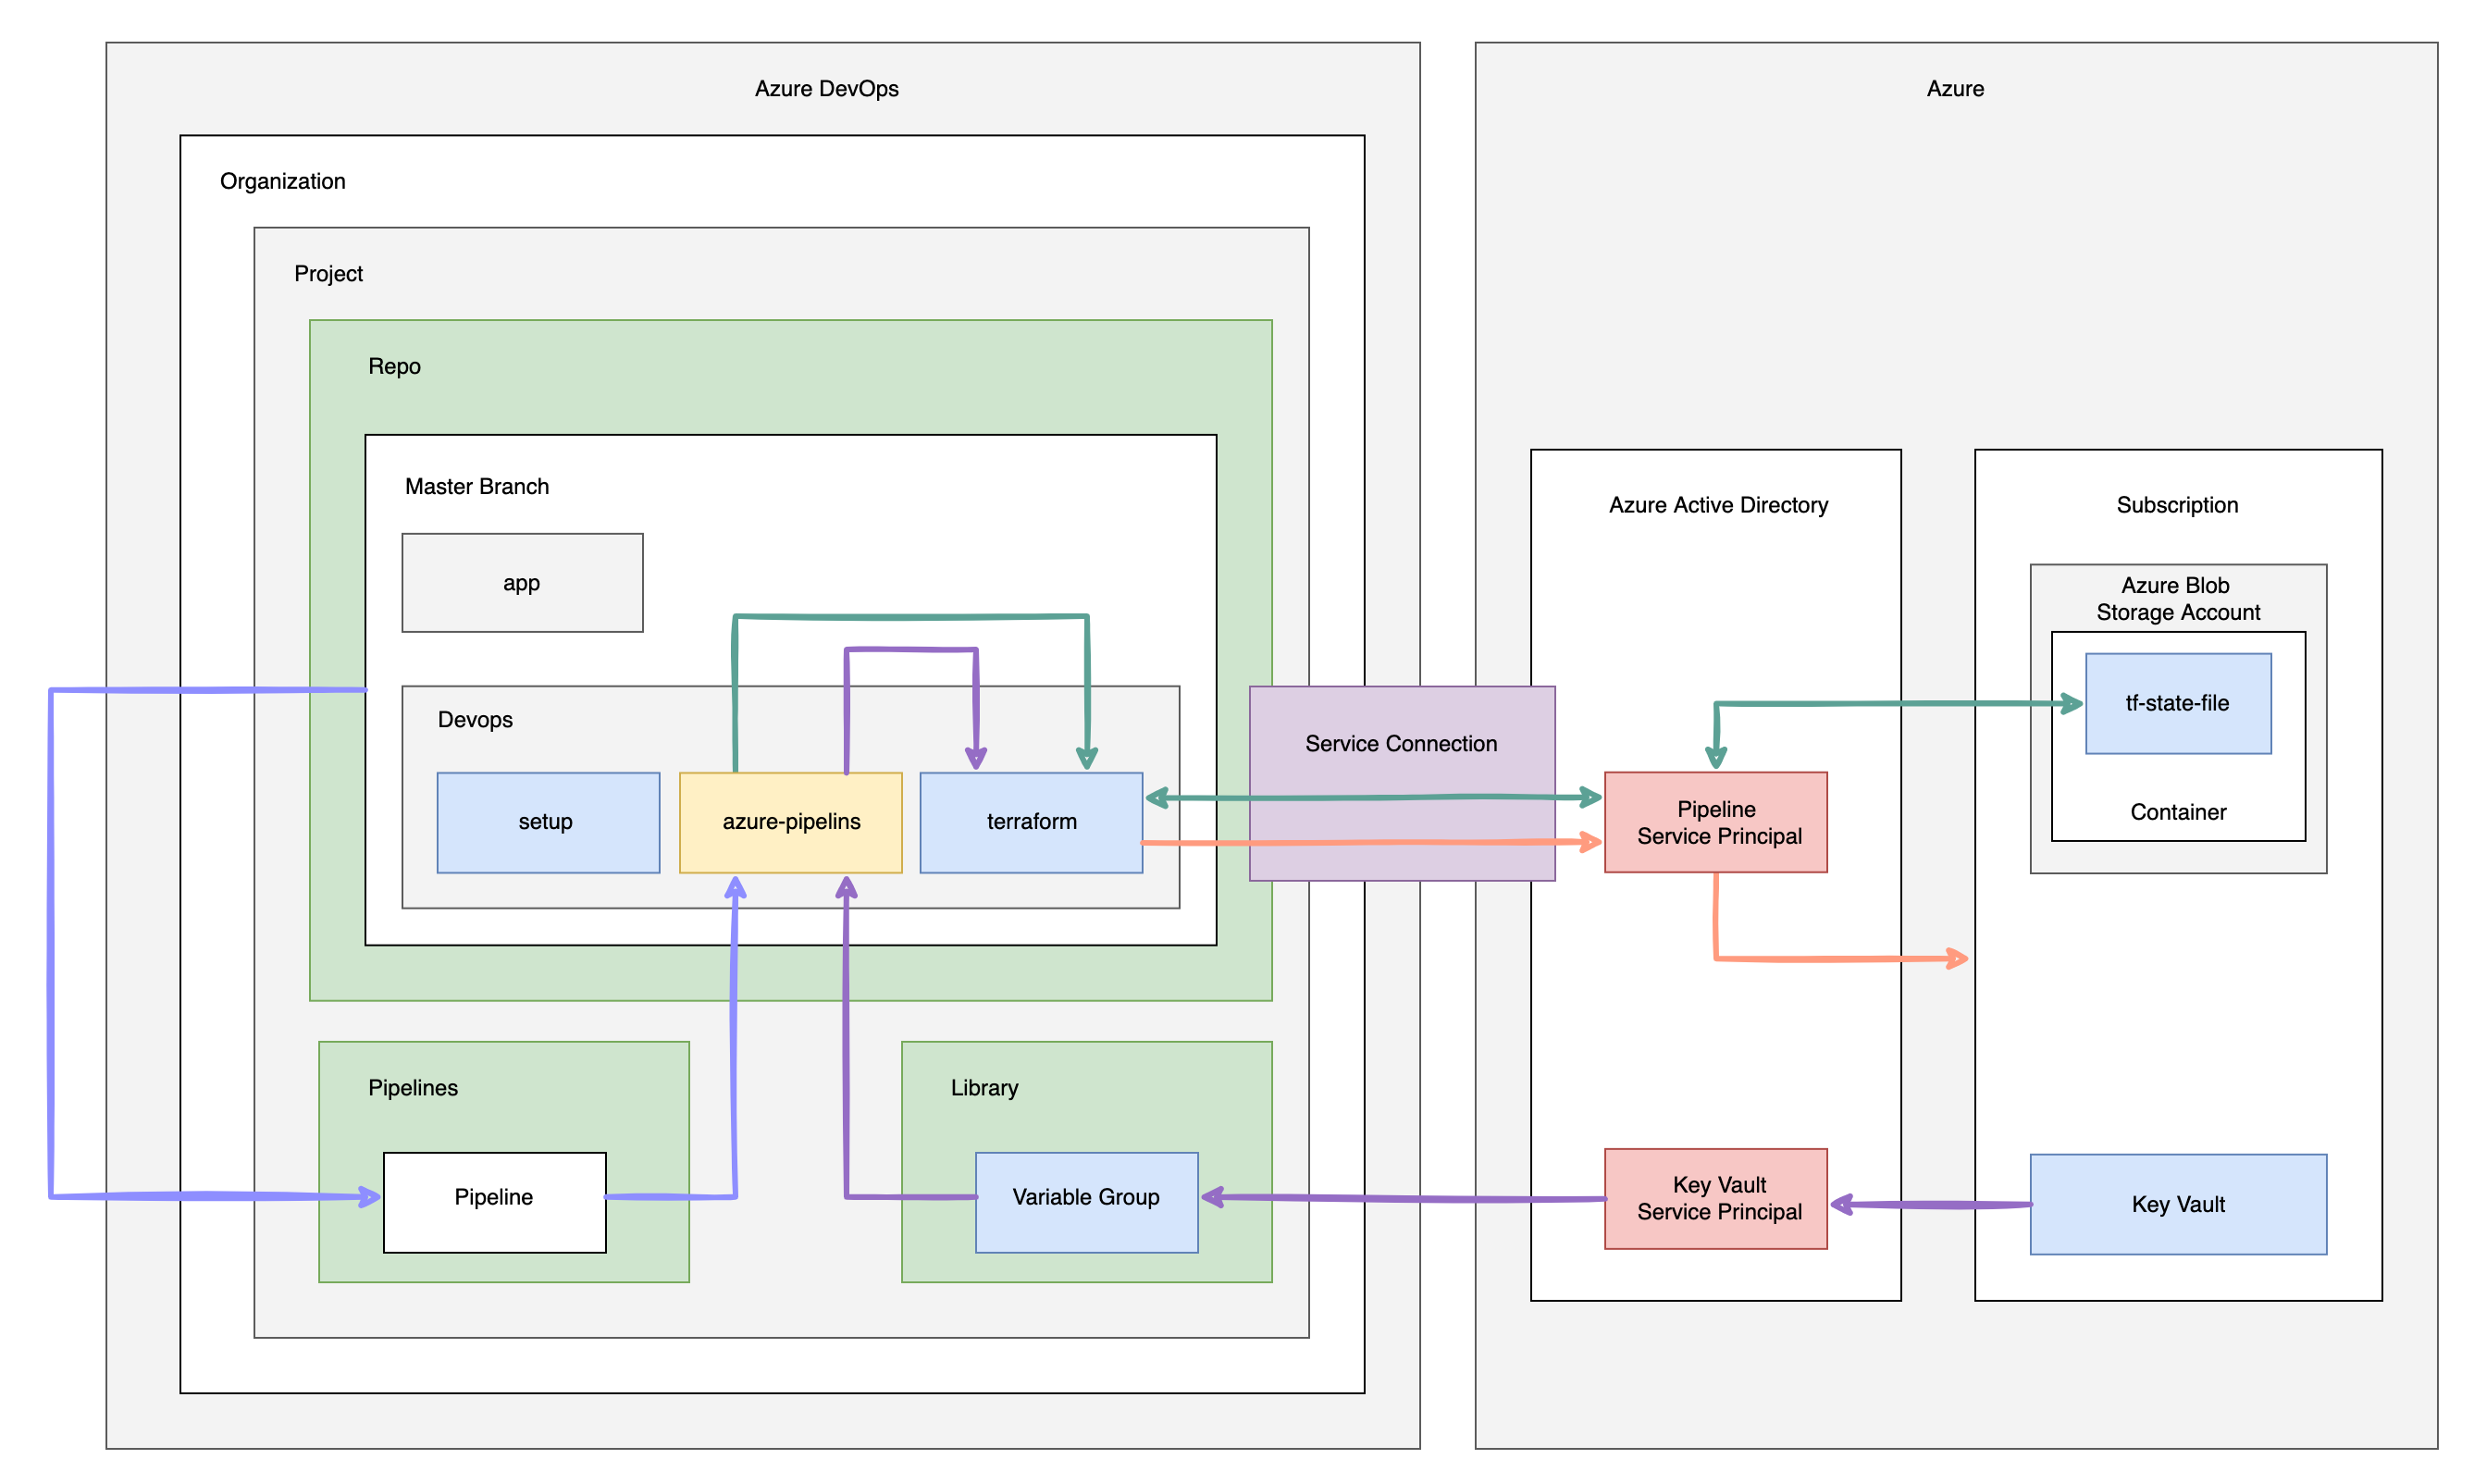 Azure DevOps
Azure
Organization
Project
Repo
Master Branch
app
Devops
setup
azure-pipelins
terraform
Service Connection
Azure Active Directory
Pipeline
Service Principal
Subscription
Azure Blob
Storage Account
tf-state-file
Container
Pipelines
Pipeline
Library
Variable Group
Key Vault
Service Principal
Key Vault